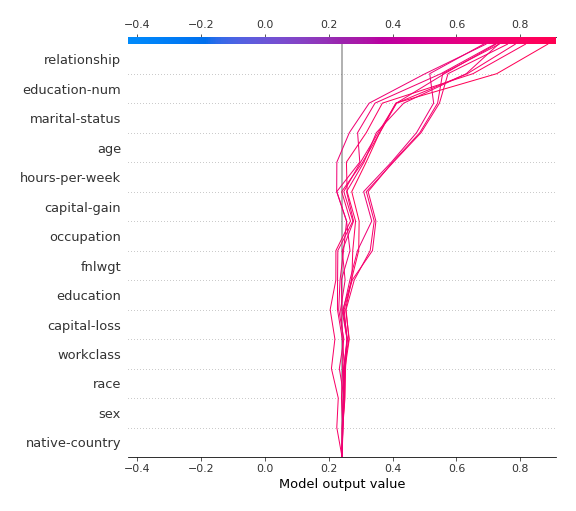 −0.4 −0.2 0.0 0.2 0.4 0.6 0.8
relationship
education-num
marital-status
age
hours-per-week
capital-gain
occupation
fnlwgt
education
capital-loss
workclass
race
sex
native-country
−0.4 −0.2 0.0 0.2 0.4 0.6 0.8
Model output value